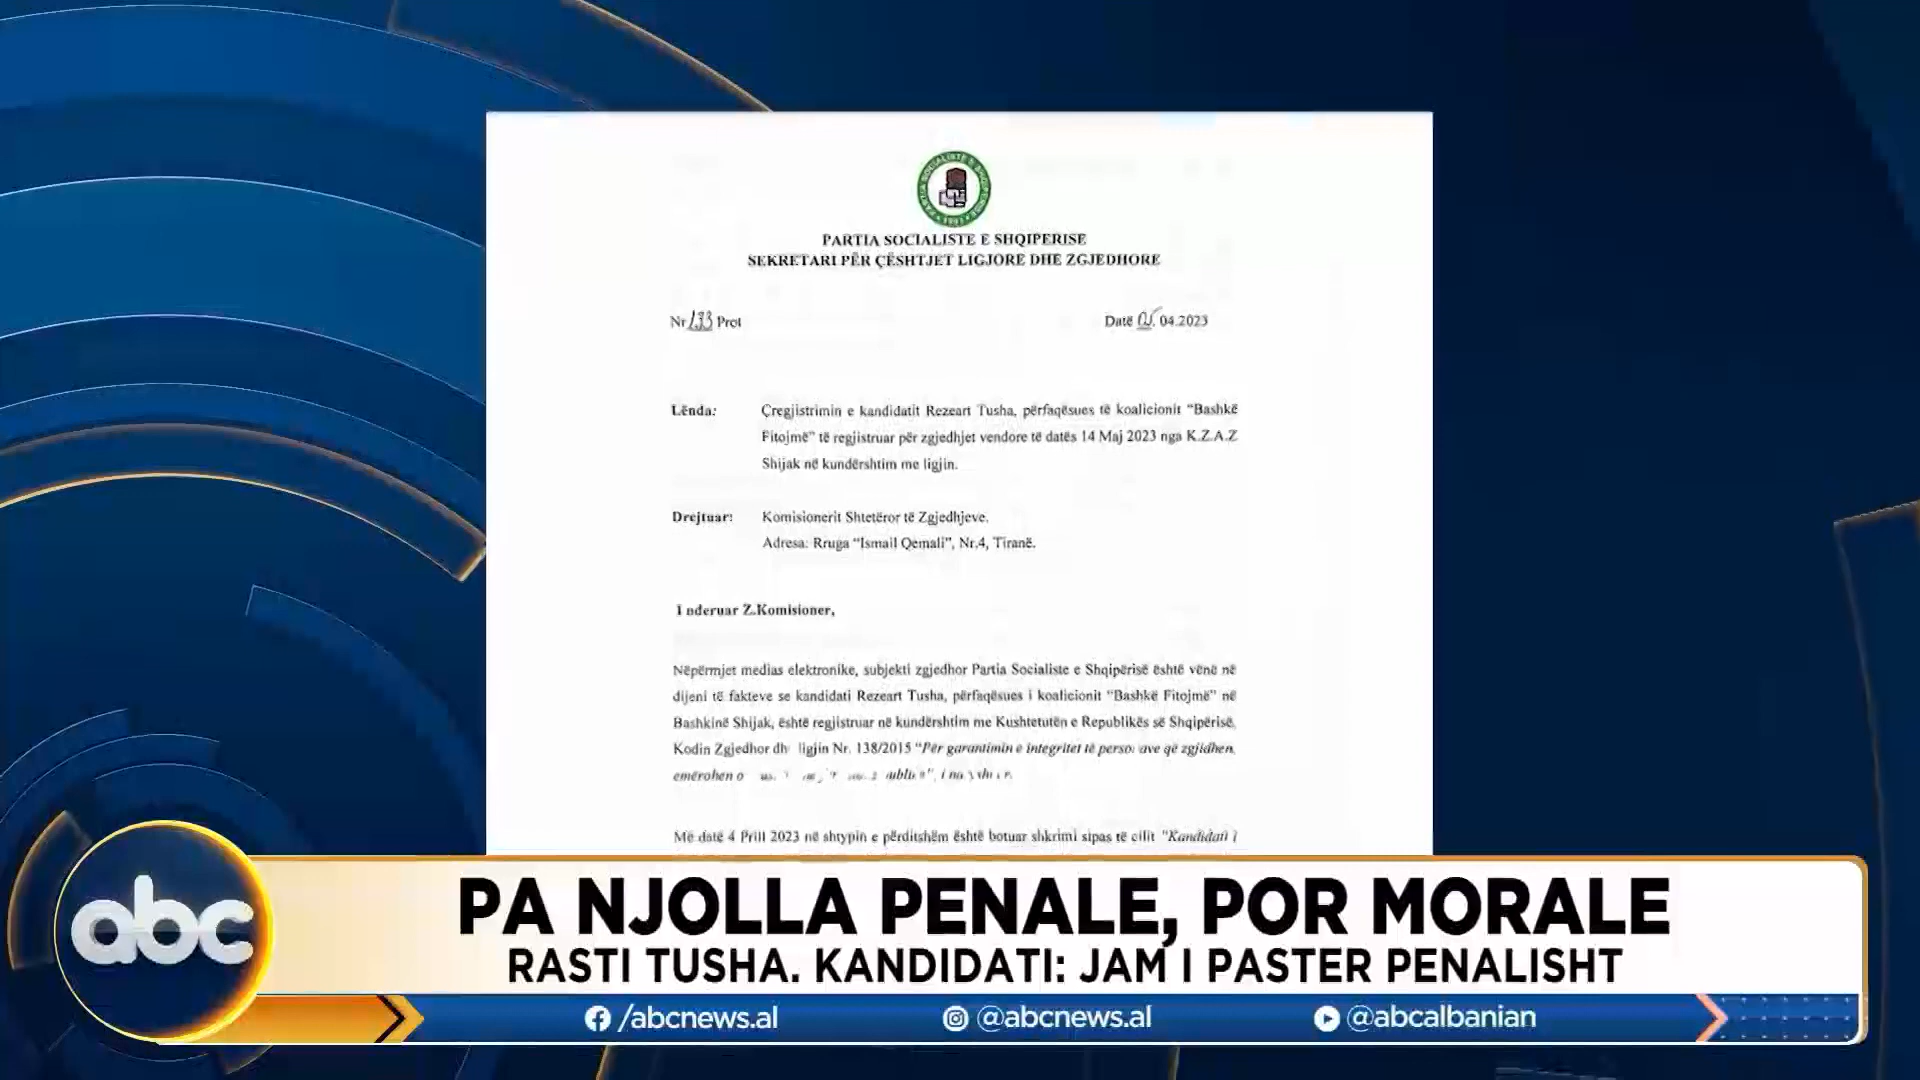 PARTIA SOCIALISTE E SHQIPERISE
SEKRETARI PËR ÇËSHTJET LIGJORE DHE ZGJEDHORE
Nr 133 Prot
Datë 05. 04.2023
Lënda: Çregjistrimin e kandidatit Rezeart Tusha, përfaqësues të koalicionit "Bashkë
Fitojmë" të regjistruar për zgjedhjet vendore të datës 14 Maj 2023 nga K.Z.A.Z
Shijak në kundërshtim me ligjin.
Drejtuar: Komisionerit Shtetëror të Zgjedhjeve.
Adresa: Rruga "Ismail Qemali", Nr.4, Tiranë.
I nderuar Z.Komisioner,
Nëpërmjet medias elektronike, subjekti zgjedhor Partia Socialiste e Shqipërisë është vënë në
dijeni të fakteve se kandidati Rezeart Tusha, përfaqësues i koalicionit "Bashkë Fitojmë" në
Bashkinë Shijak, është regjistruar në kundërshtim me Kushtetutën e Republikës së Shqipërisë,
Kodin Zgjedhor ligjin Nr. 138/2015 "Për garantimin e integritet të që zgjidhen,
emërohen
Më datë 4 Prill 2023 në shtypin e përditshëm është botuar shkrimi sipas të cilit "Kandidati i
abc
PA NJOLLA PENALE, POR MORALE
RASTI TUSHA. KANDIDATI: JAM I PASTER PENALISHT
/abcnews.al @abcnews.al @abcalbanian